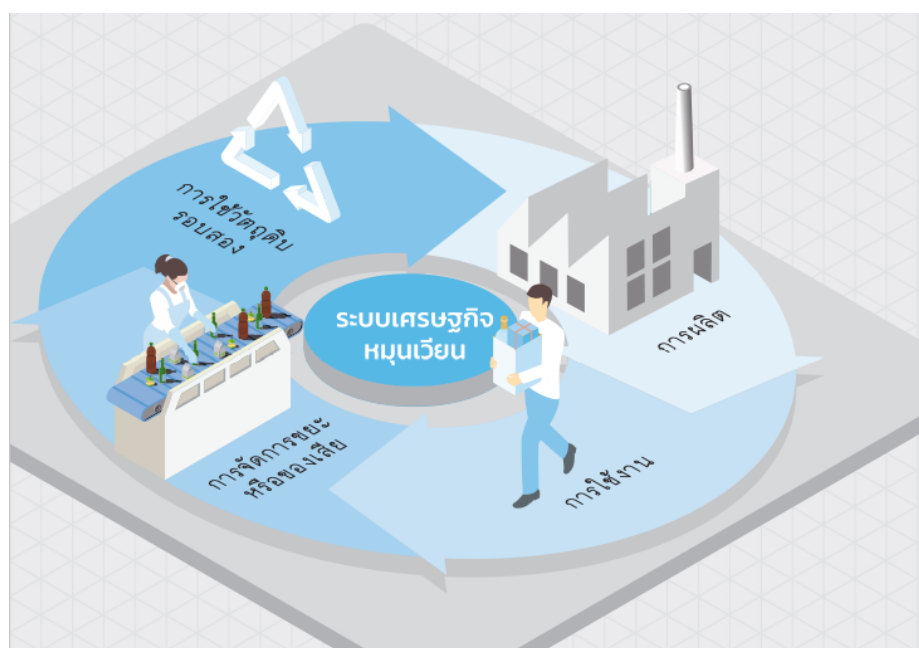 การใช้วัตถุดิบ
รอบสอง
ระบบเศรษฐกิจ
หมุนเวียน
การผลิต
การจัดการขยะ
หรือของเสีย
การใช้งาน